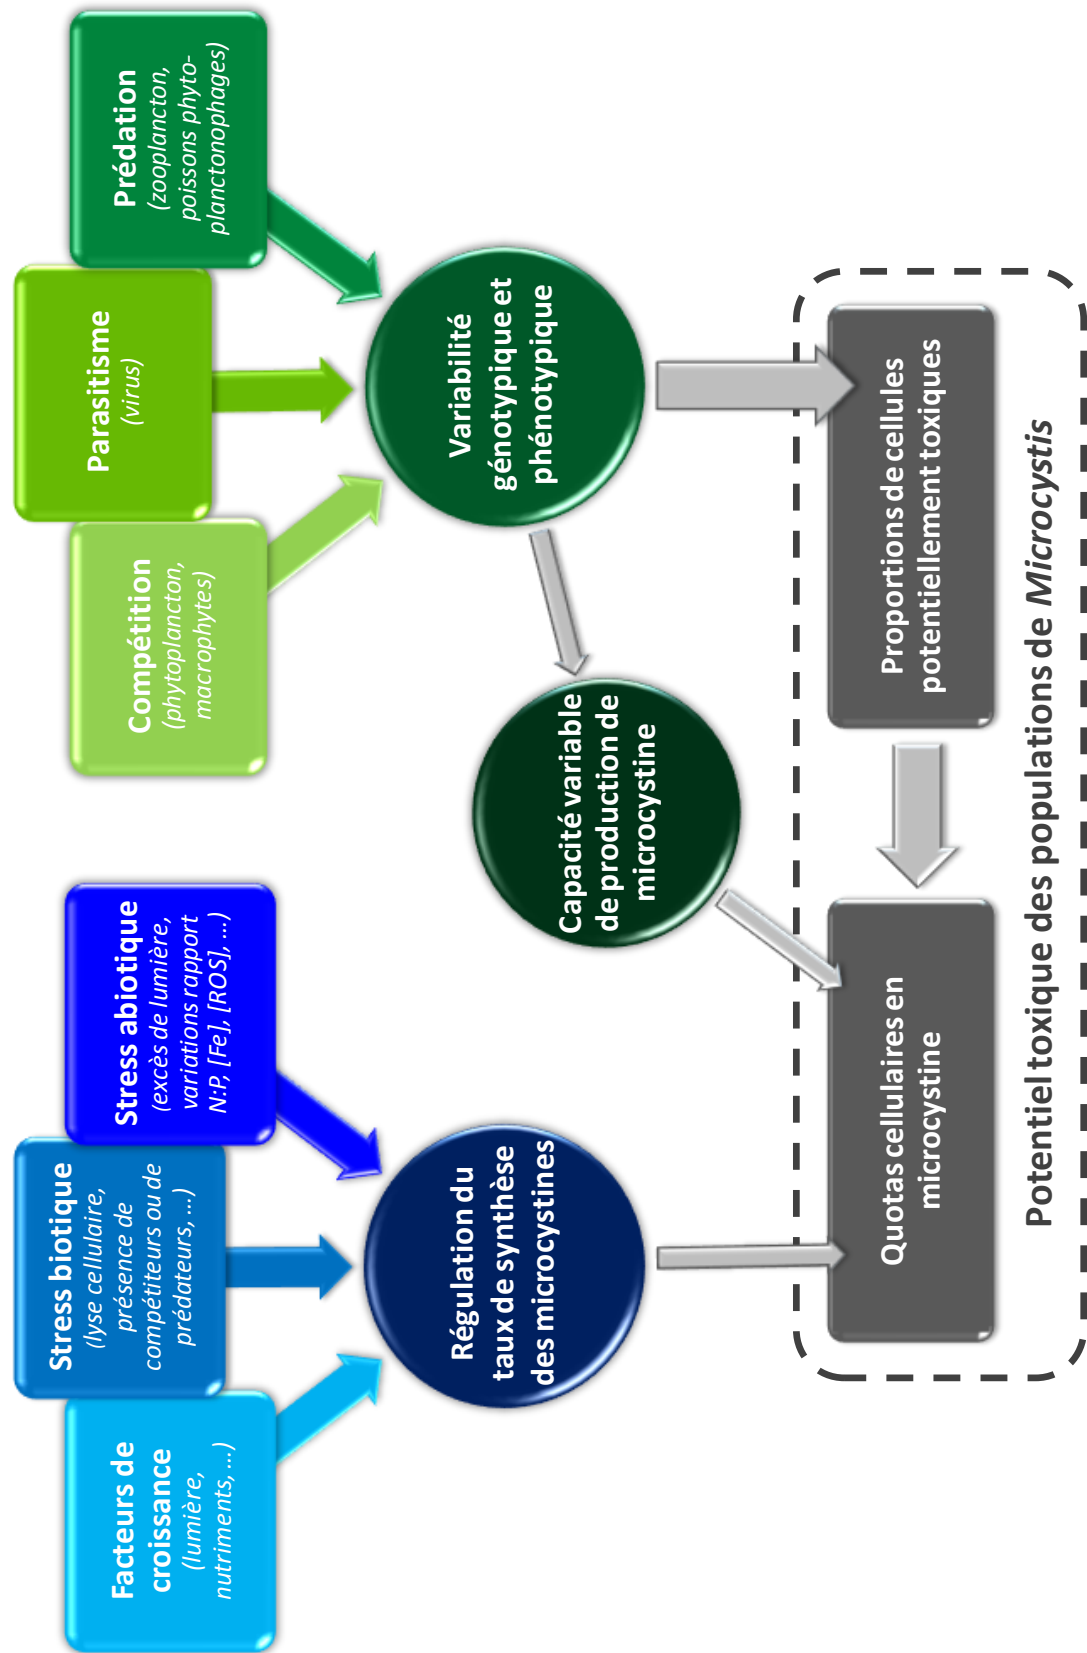 Facteurs de
croissance
(lumière,
nutriments, ...)
Stress biotique
(lyse cellulaire,
présence de
compétiteurs ou de
prédateurs, ...)
Stress abiotique
(excès de lumière,
variations rapport
N:P, [Fe], [ROS], ...)
Compétition
(phytoplancton,
macrophytes)
Parasitisme
(virus)
Prédation
(zooplancton,
poissons phyto-
planctonophages)
Régulation du
taux de synthèse
des microcystines
Capacité variable
de production de
microcystine
Variabilité
génotypique et
phénotypique
Quotas cellulaires en
microcystine
Proportions de cellules
potentiellement toxiques
Potentiel toxique des populations de Microcystis